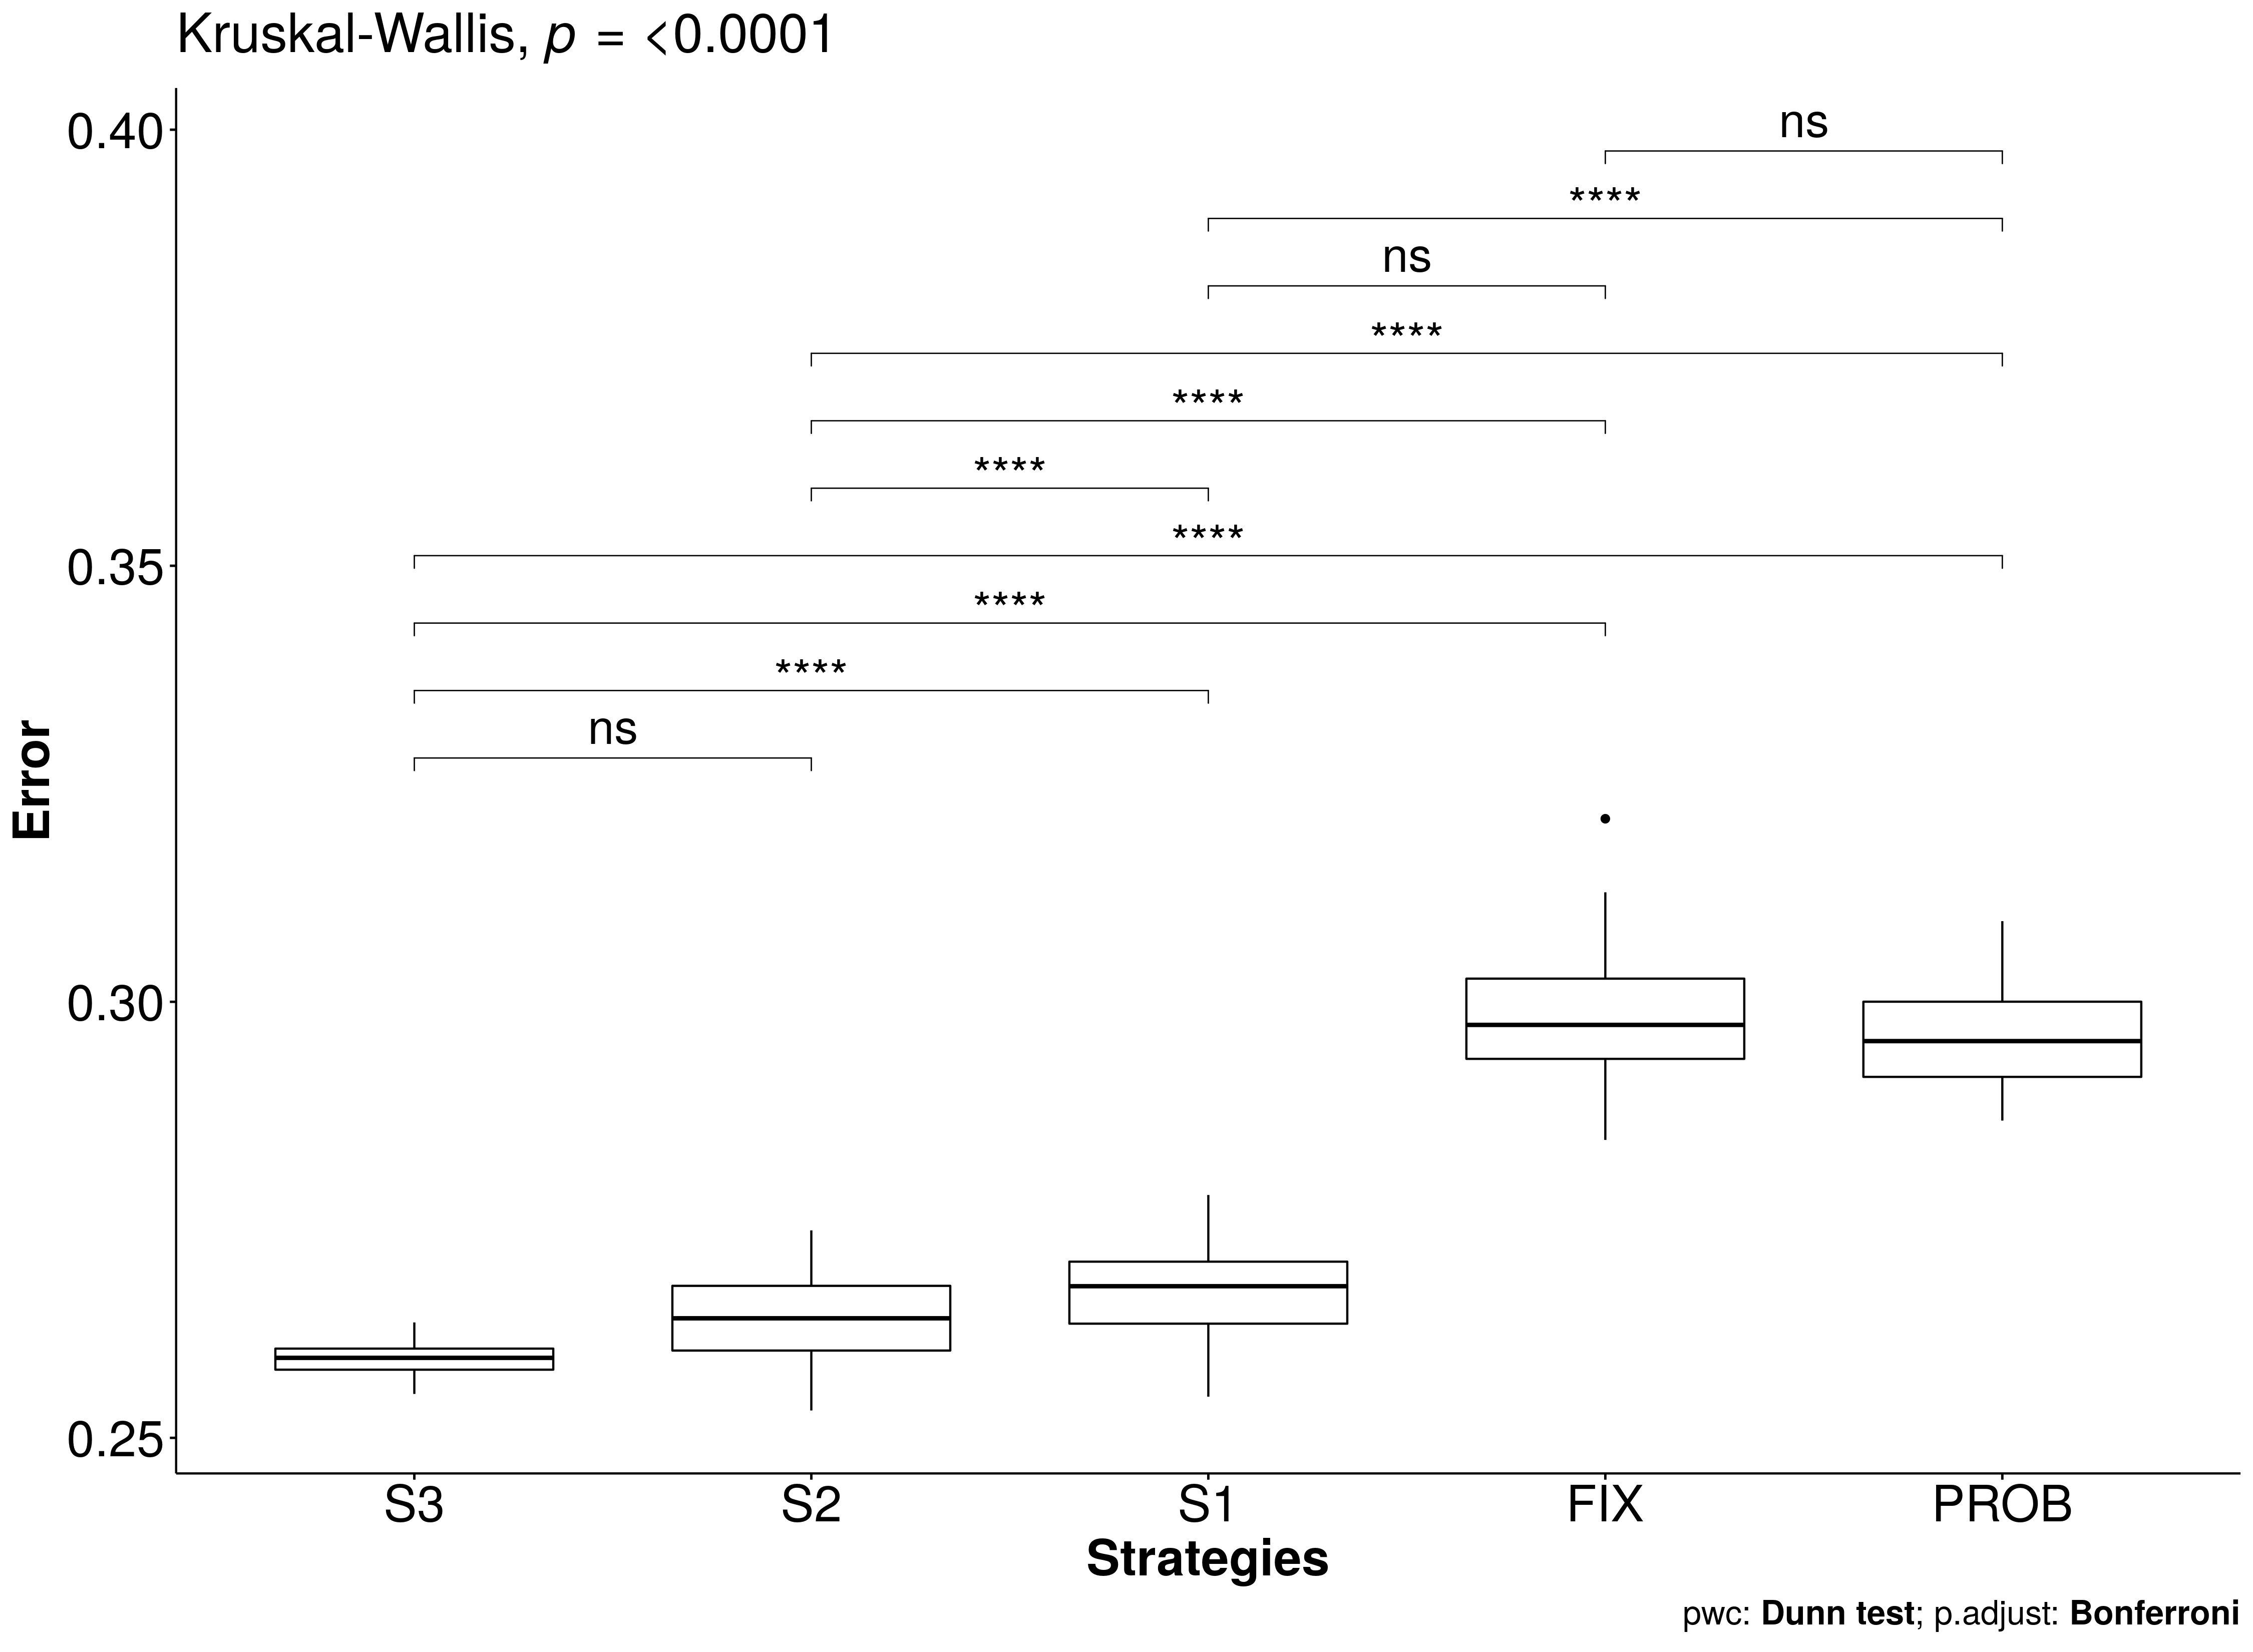 Kruskal-Wallis, p = <0.0001
0.40
ns
****
ns
****
****
****
0.35
****
****
****
ns
Error
0.30
0.25
S3 S2 S1 FIX PROB
Strategies
pwc: Dunn test; p.adjust: Bonferroni